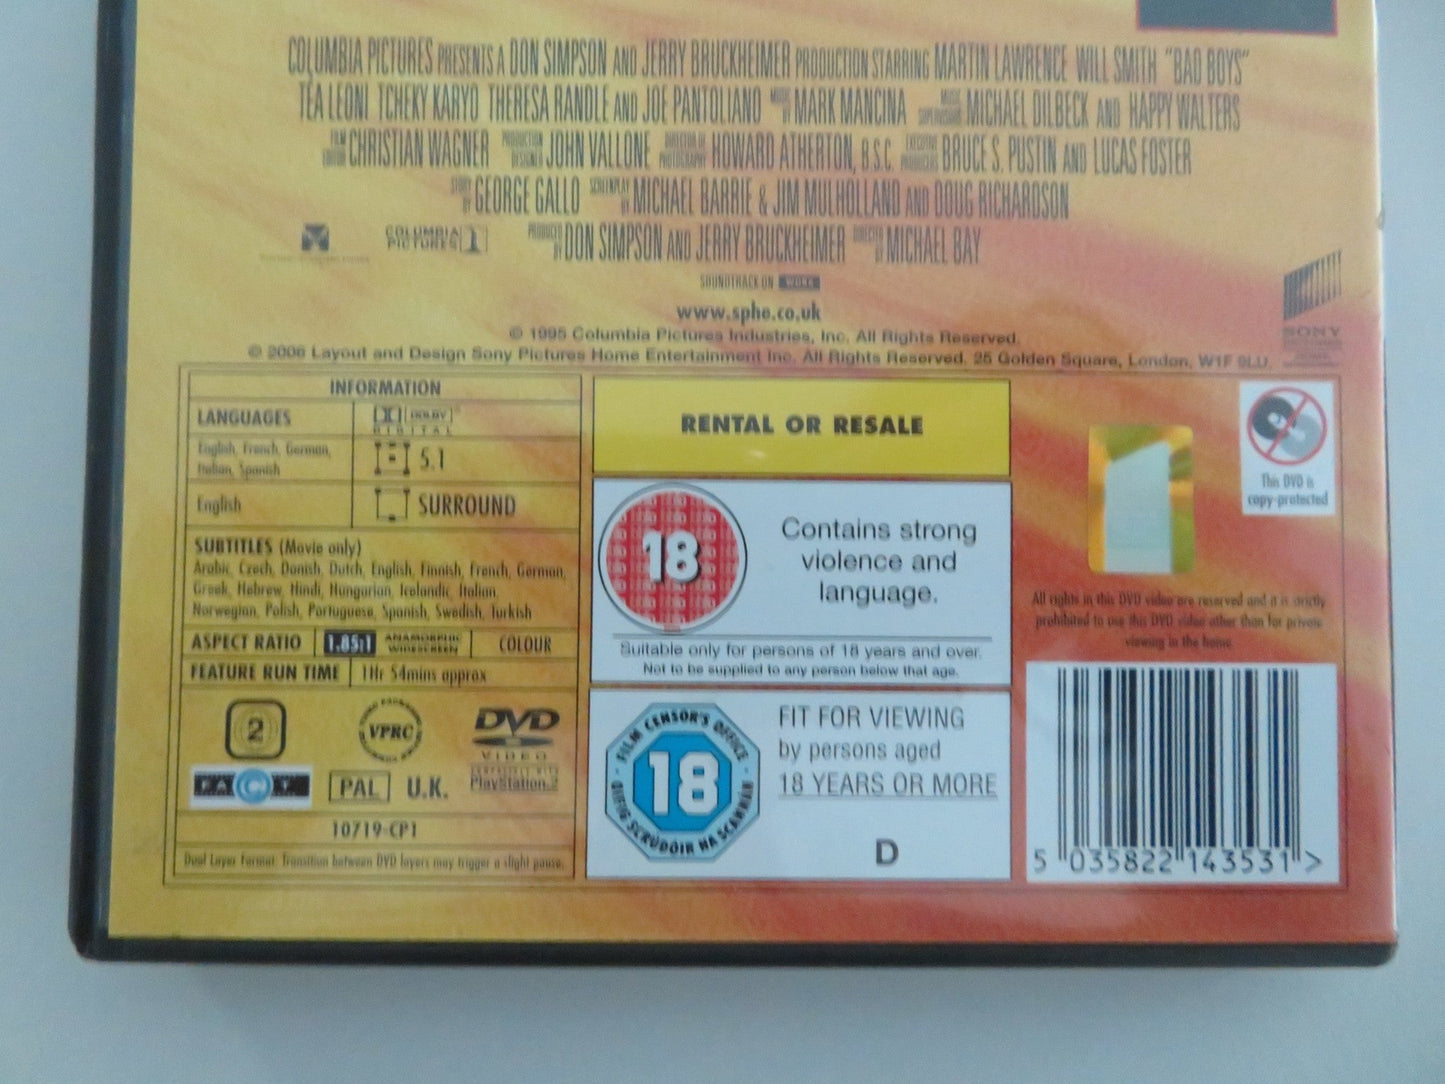 COLUMBIA PICTURES PRESENTS A DON SIMPSON AND JERRY BRUCKHEIMER PRODUCTION STARRING MARTIN LAWRENCE WILL SMITH "BAD BOYS"
TÉA LEONI TCHEKY KARYO THERESA RANDLE AND JOE PANTOLIANO MUSIC BY MARK MANCINA MUSIC SUPERVISION MICHAEL DILBECK AND HAPPY WALTERS
FILM EDITOR CHRISTIAN WAGNER PRODUCTION DESIGNER JOHN VALLONE DIRECTOR OF PHOTOGRAPHY HOWARD ATHERTON, B.S.C. EXECUTIVE PRODUCERS BRUCE S. PUSTIN AND LUCAS FOSTER
STORY BY GEORGE GALLO SCREENPLAY BY MICHAEL BARRIE & JIM MULHOLLAND AND DOUG RICHARDSON
COLUMBIA PICTURES PRODUCED BY DON SIMPSON AND JERRY BRUCKHEIMER DIRECTED BY MICHAEL BAY
SOUNDTRACK ON WORK
www.sphe.co.uk
© 1995 Columbia Pictures Industries, Inc. All Rights Reserved.
© 2006 Layout and Design Sony Pictures Home Entertainment Inc. All Rights Reserved. 25 Golden Square, London, W1F 9LU
SONY
INFORMATION
LANGUAGES
DOLBY
DIGITAL
English, French, German,
Italian, Spanish
5.1
English
SURROUND
SUBTITLES (Movie only)
Arabic, Czech, Danish, Dutch, English, Finnish, French, German,
Greek, Hebrew, Hindi, Hungarian, Icelandic, Italian,
Norwegian, Polish, Portuguese, Spanish, Swedish, Turkish
ASPECT RATIO 1.85:1 ANAMORPHIC WIDESCREEN COLOUR
FEATURE RUN TIME 1Hr 54mins approx
2
VPRC
DVD
VIDEO
COMPATIBLE WITH
PlayStation.2
FACT
PAL
U.K.
10719-CP1
Dual Layer Format. Transition between DVD layers may trigger a slight pause.
RENTAL OR RESALE
18
Contains strong
violence and
language.
Suitable only for persons of 18 years and over.
Not to be supplied to any person below that age.
FILM CENSOR'S OFFICE
18
OIFIG SCRÚDÓIR NA SCANNÁN
FIT FOR VIEWING
by persons aged
18 YEARS OR MORE
D
This DVD is
copy-protected
All rights in this DVD video are reserved and it is strictly
prohibited to use this DVD video other than for private
viewing in the home.
5 035822 143531 >